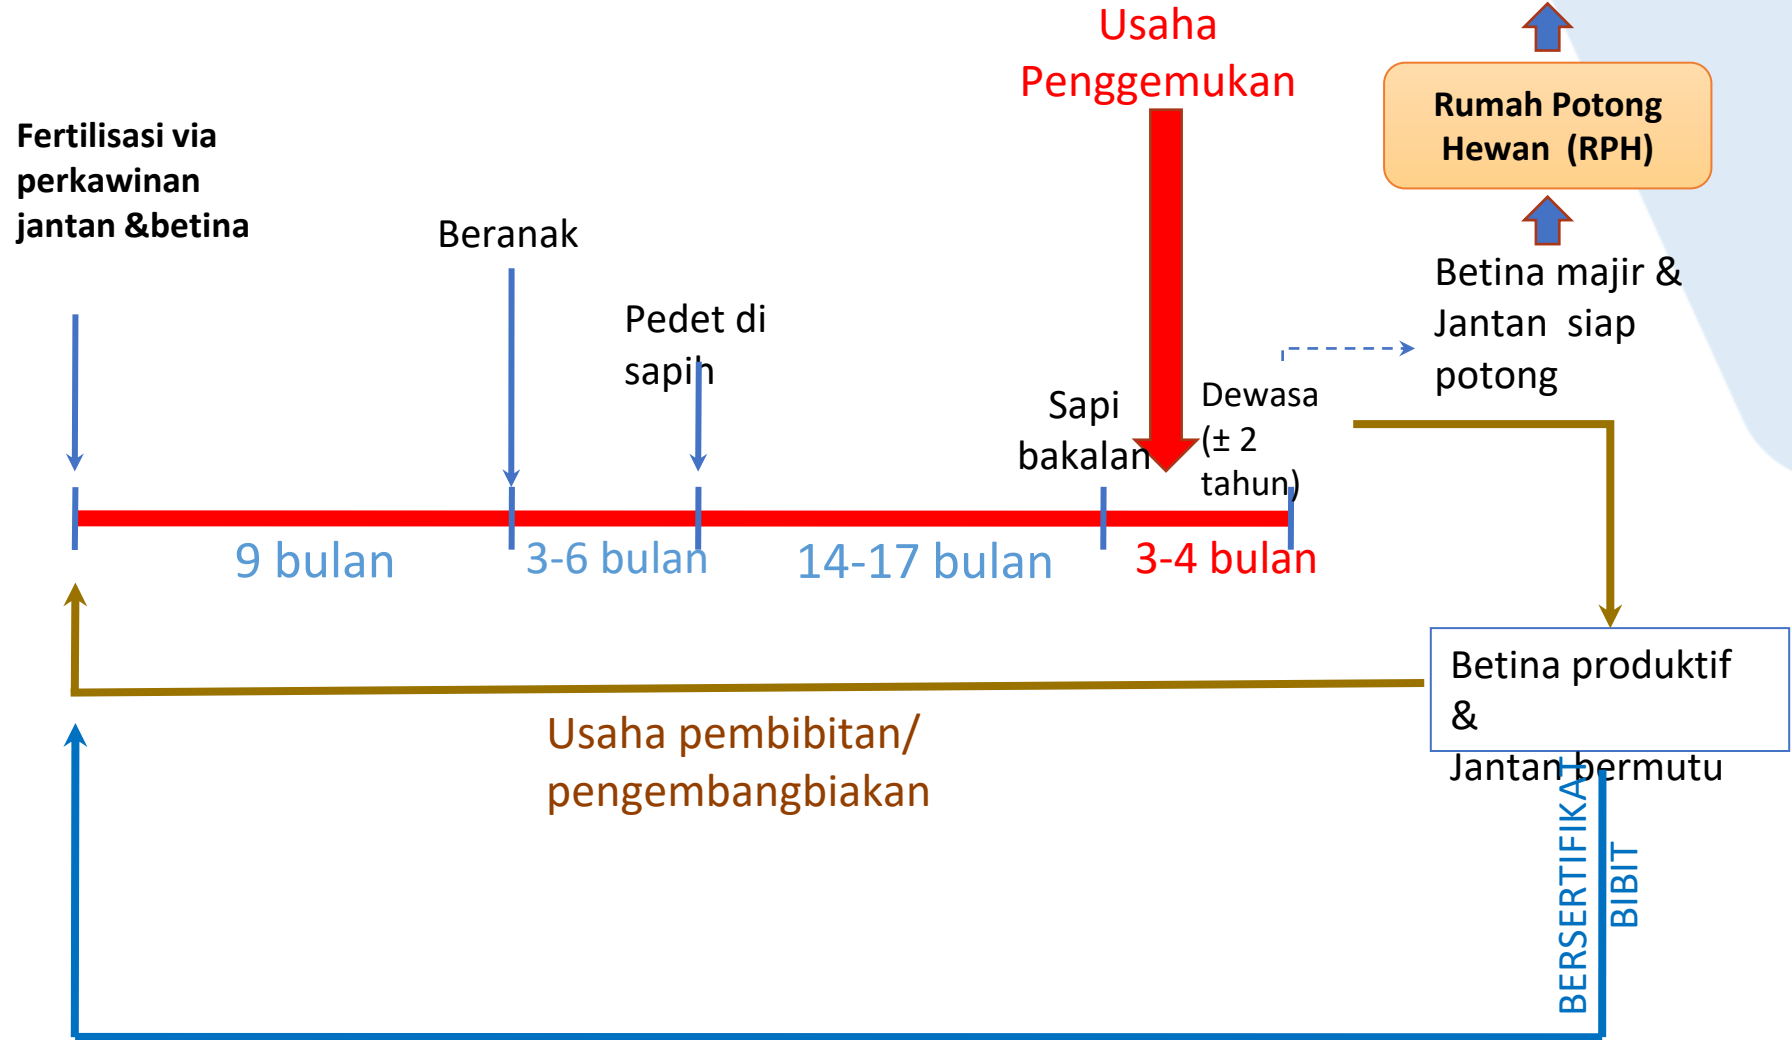 Usaha
Penggemukan
Rumah Potong
Hewan (RPH)
Fertilisasi via
perkawinan
jantan &betina
Beranak
Pedet di
sapih
Betina majir &
Jantan siap
potong
Sapi
bakalan
Dewasa
(± 2
tahun)
9 bulan
3-6 bulan
14-17 bulan
3-4 bulan
Betina produktif
&
Jantan bermutu
Usaha pembibitan/
pengembangbiakan
BERSERTIFIKAT
BIBIT